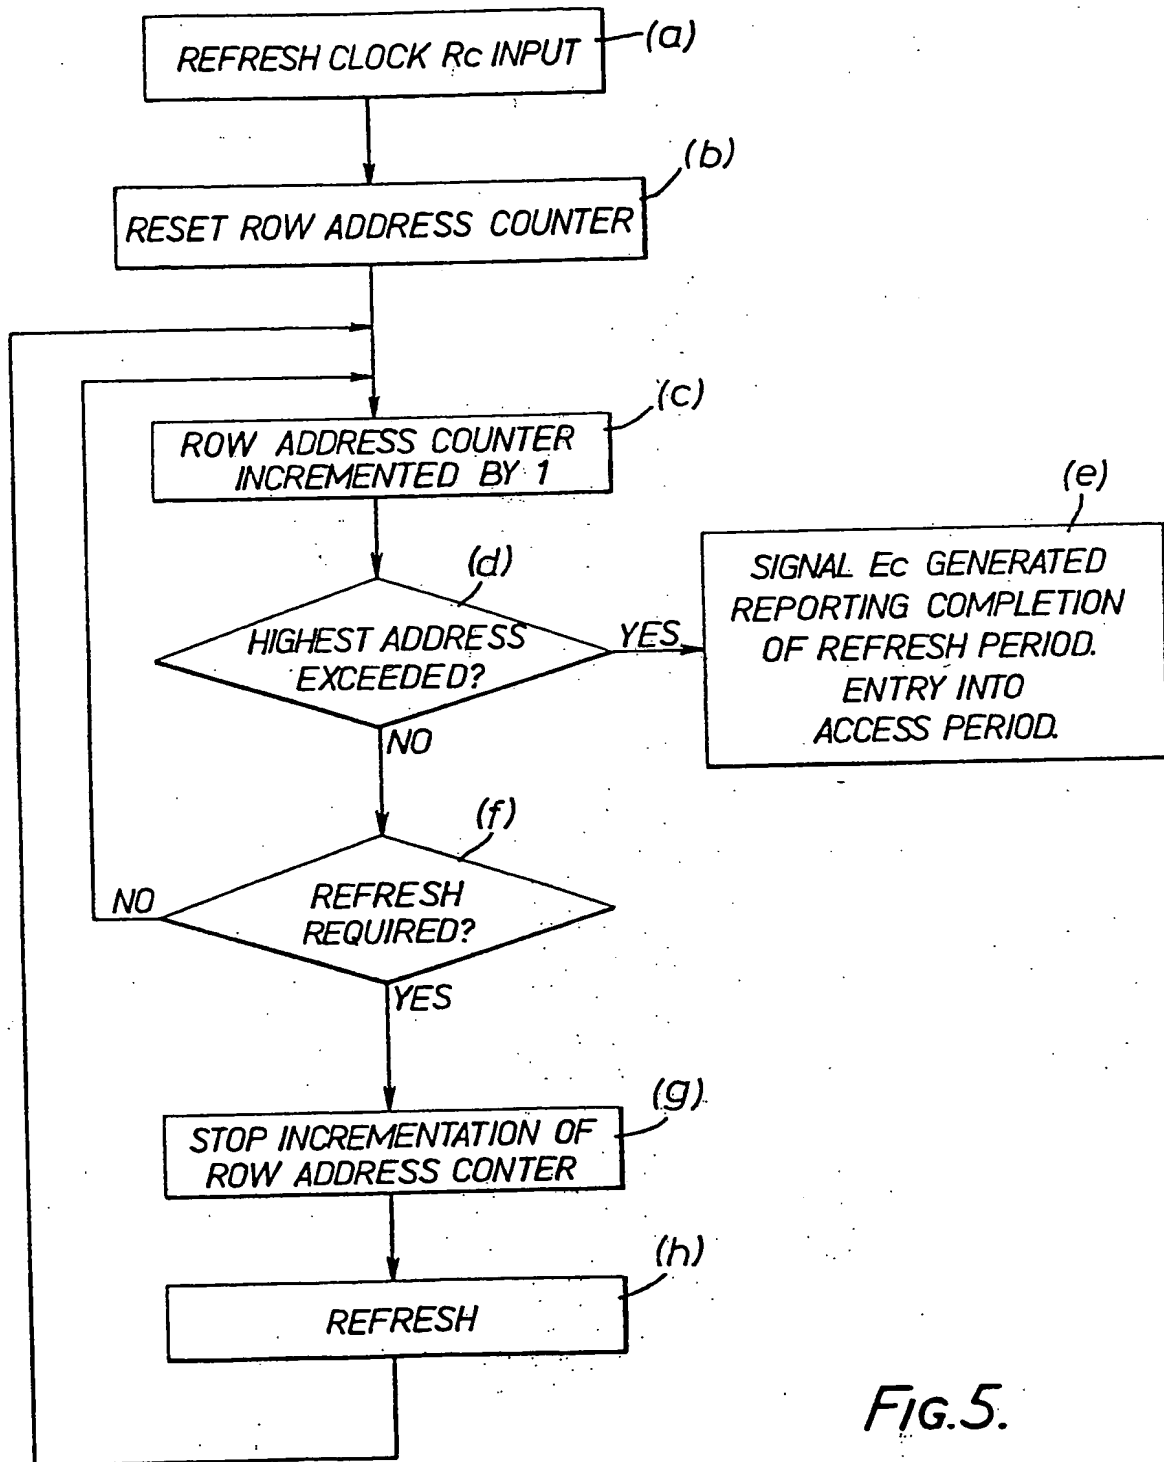 REFRESH CLOCK Rc INPUT
(a)
(b)
RESET ROW ADDRESS COUNTER
(c)
ROW ADDRESS COUNTER
INCREMENTED BY 1
(d)
HIGHEST ADDRESS
EXCEEDED?
YES
NO
(e)
SIGNAL Ec GENERATED
REPORTING COMPLETION
OF REFRESH PERIOD.
ENTRY INTO
ACCESS PERIOD.
(f)
REFRESH
REQUIRED?
NO
YES
(g)
STOP INCREMENTATION OF
ROW ADDRESS CONTER
(h)
REFRESH
FIG.5.